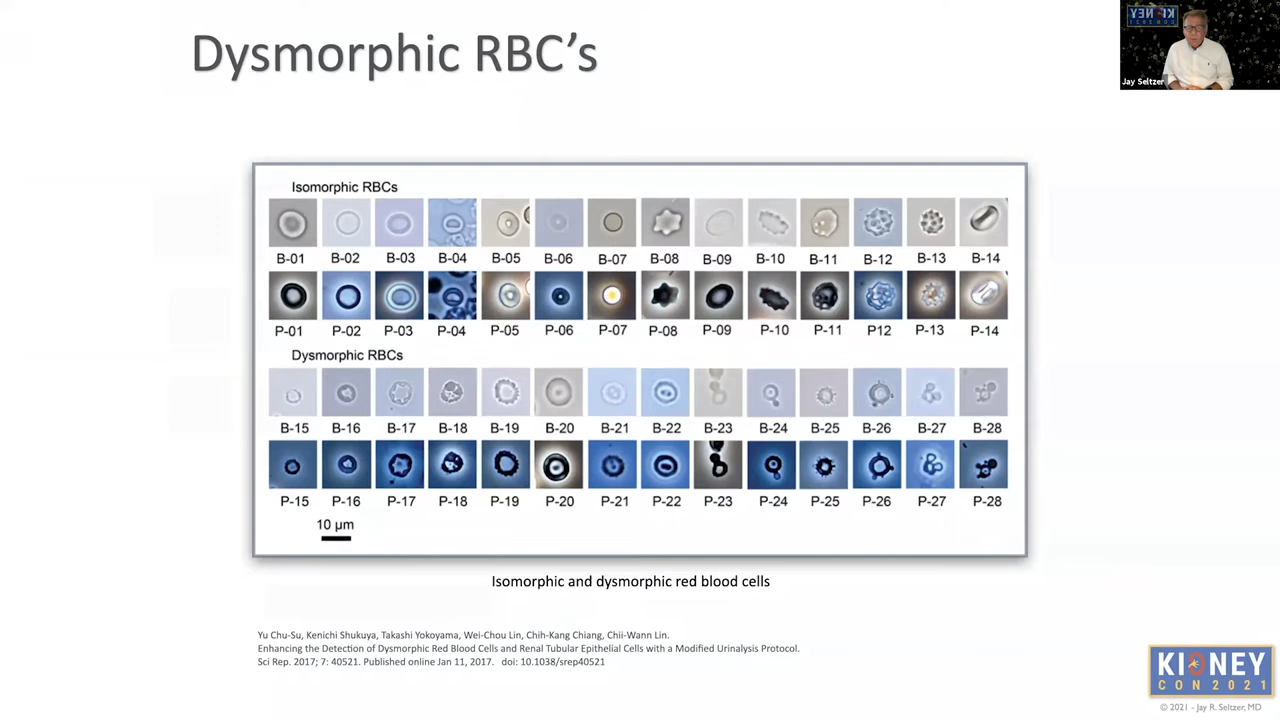 Dysmorphic RBC’s
KIDNEY
CON 2021
Jay Seltzer
Isomorphic RBCs
B-01 B-02 B-03 B-04 B-05 B-06 B-07 B-08 B-09 B-10 B-11 B-12 B-13 B-14
P-01 P-02 P-03 P-04 P-05 P-06 P-07 P-08 P-09 P-10 P-11 P12 P-13 P-14
Dysmorphic RBCs
B-15 B-16 B-17 B-18 B-19 B-20 B-21 B-22 B-23 B-24 B-25 B-26 B-27 B-28
P-15 P-16 P-17 P-18 P-19 P-20 P-21 P-22 P-23 P-24 P-25 P-26 P-27 P-28
10 µm
Isomorphic and dysmorphic red blood cells
Yu Chu-Su, Kenichi Shukuya, Takashi Yokoyama, Wei-Chou Lin, Chih-Kang Chiang, Chii-Wann Lin.
Enhancing the Detection of Dysmorphic Red Blood Cells and Renal Tubular Epithelial Cells with a Modified Urinalysis Protocol.
Sci Rep. 2017; 7: 40521. Published online Jan 11, 2017. doi: 10.1038/srep40521
KIDNEY
CON 2021
© 2021 - Jay R. Seltzer, MD